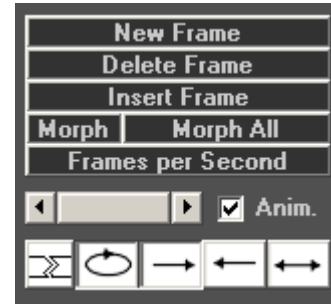 New Frame
Delete Frame
Insert Frame
Morph Morph All
Frames per Second
Anim.